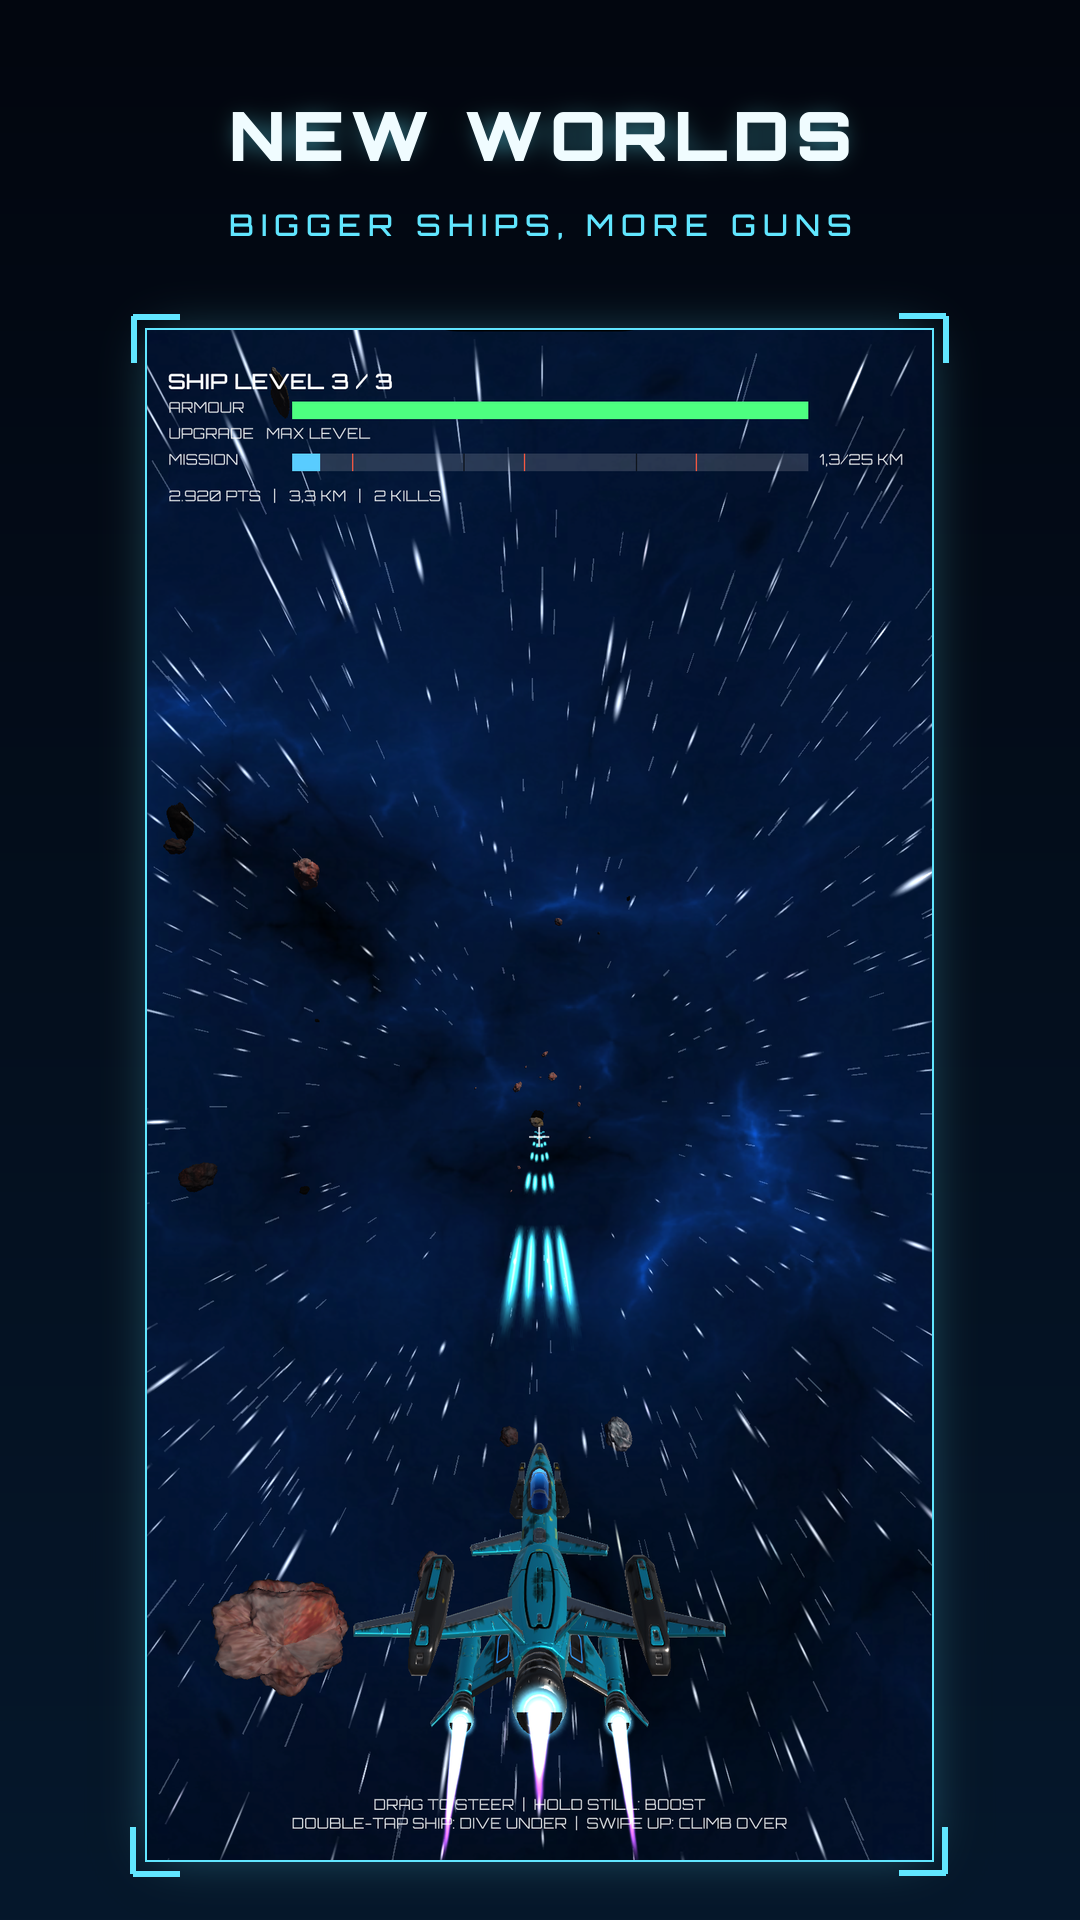 NEW WORLDS
BIGGER SHIPS, MORE GUNS
SHIP LEVEL 3 / 3
ARMOUR
UPGRADE MAX LEVEL
MISSION 1,3/25 KM
2.920 PTS | 3,3 KM | 2 KILLS
DRAG TO STEER | HOLD STILL: BOOST
DOUBLE-TAP SHIP: DIVE UNDER | SWIPE UP: CLIMB OVER